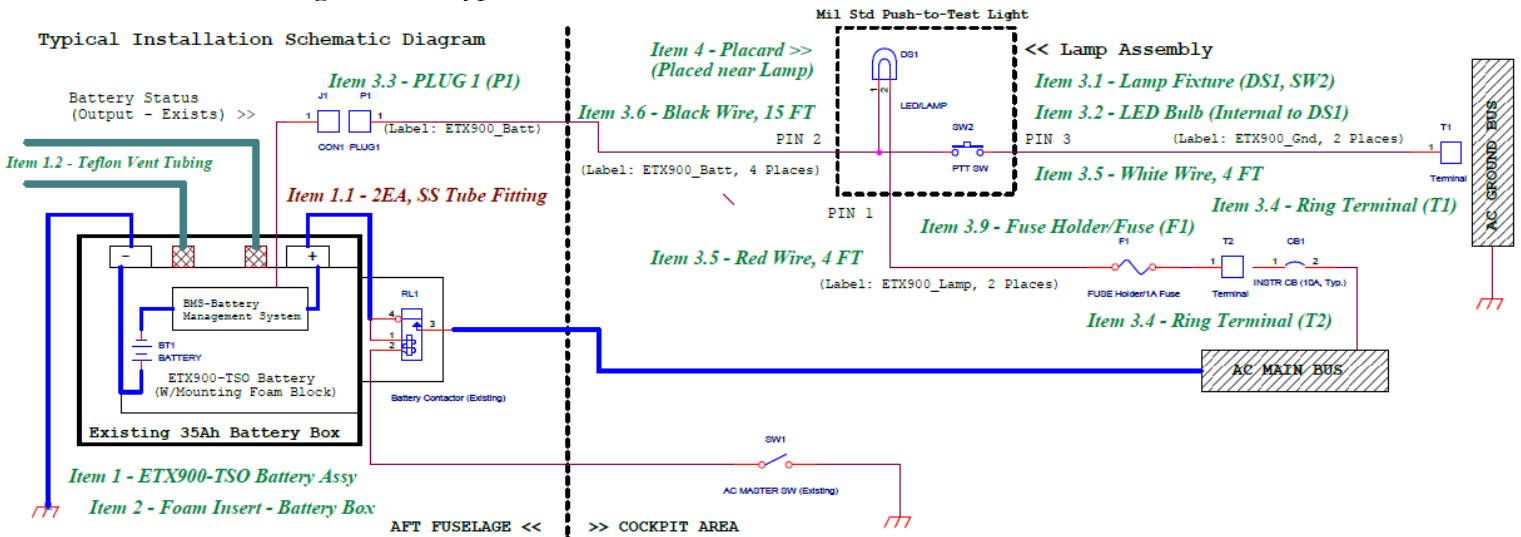 Mil Std Push-to-Test Light
Typical Installation Schematic Diagram
Item 4 - Placard >>
(Placed near Lamp)
DS1
1 2
LED/LAMP
<< Lamp Assembly
Item 3.3 - PLUG 1 (P1)
Item 3.1 - Lamp Fixture (DS1, SW2)
Battery Status
(Output - Exists) >>
J1 P1
1 1
CON1 PLUG1
(Label: ETX900_Batt)
Item 3.6 - Black Wire, 15 FT
Item 3.2 - LED Bulb (Internal to DS1)
PIN 2
SW2
PTT SW
PIN 3
(Label: ETX900_Gnd, 2 Places)
T1
1
Terminal
AC GROUND BUS
Item 1.2 - Teflon Vent Tubing
(Label: ETX900_Batt, 4 Places)
Item 3.5 - White Wire, 4 FT
Item 1.1 - 2EA, SS Tube Fitting
PIN 1
Item 3.4 - Ring Terminal (T1)
Item 3.9 - Fuse Holder/Fuse (F1)
- +
Item 3.5 - Red Wire, 4 FT
F1
T2
1
CB1
1 2
(Label: ETX900_Lamp, 2 Places)
FUSE Holder/1A Fuse
Terminal
INSTR CB (10A, Typ.)
BMS-Battery
Management System
RL1
4
3
1
2
Item 3.4 - Ring Terminal (T2)
BT1
BATTERY
ETX900-TSO Battery
(W/Mounting Foam Block)
AC MAIN BUS
Battery Contactor (Existing)
Existing 35Ah Battery Box
SW1
AC MASTER SW (Existing)
Item 1 - ETX900-TSO Battery Assy
Item 2 - Foam Insert - Battery Box
AFT FUSELAGE << >> COCKPIT AREA